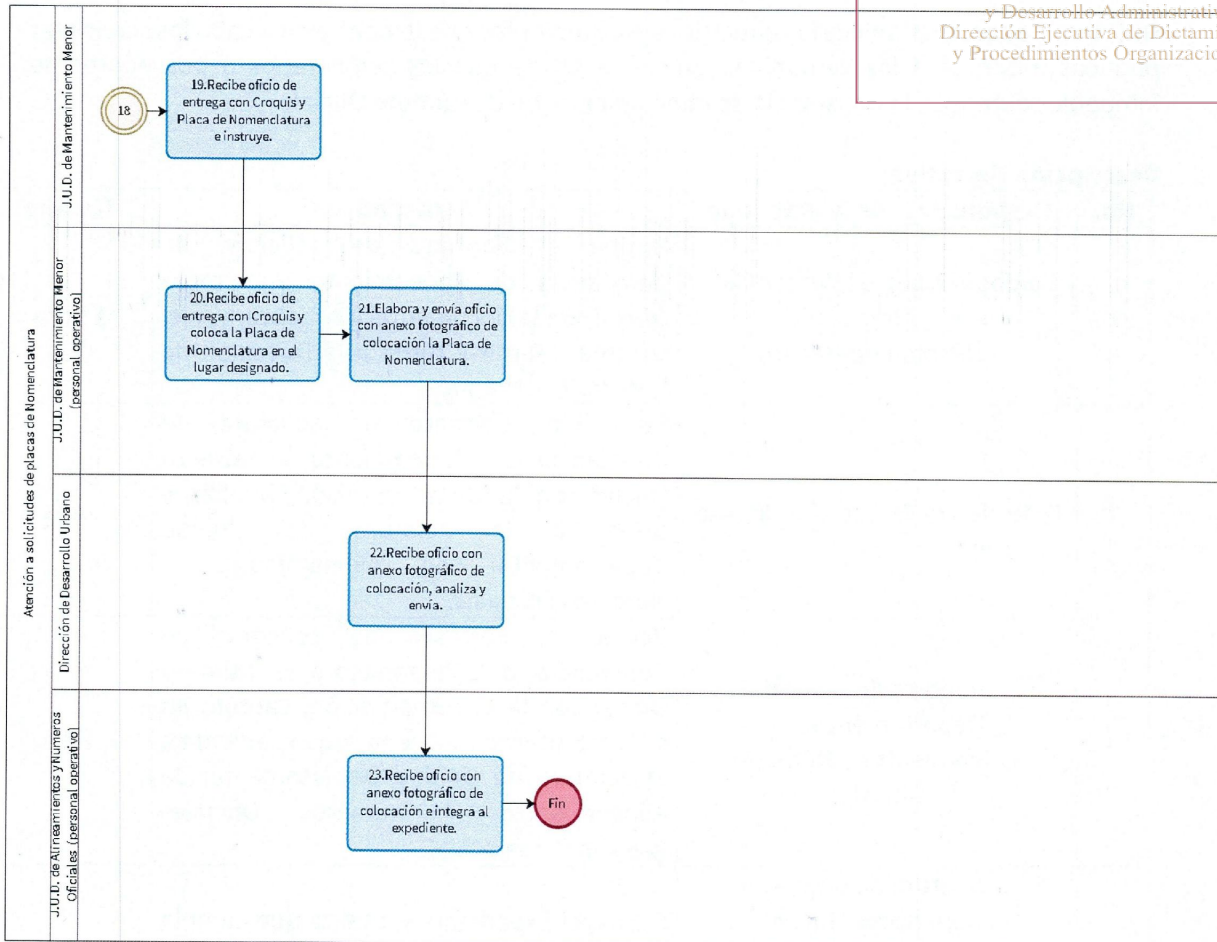 y Desarrollo Administrativ
Dirección Ejecutiva de Dictami
y Procedimientos Organizacio
Atención a solicitudes de placas de Nomenclatura
J.U.D. de Mantenimiento Menor
18
19.Recibe oficio de
entrega con Croquis y
Placa de Nomenclatura
e instruye.
J.U.D. de Mantenimiento Menor
(personal operativo)
20.Recibe oficio de
entrega con Croquis y
coloca la Placa de
Nomenclatura en el
lugar designado.
21.Elabora y envía oficio
con anexo fotográfico de
colocación la Placa de
Nomenclatura.
Dirección de Desarrollo Urbano
22.Recibe oficio con
anexo fotográfico de
colocación, analiza y
envía.
J.U.D. de Alineamientos y Números
Oficiales (personal operativo)
23.Recibe oficio con
anexo fotográfico de
colocación e integra al
expediente.
Fin